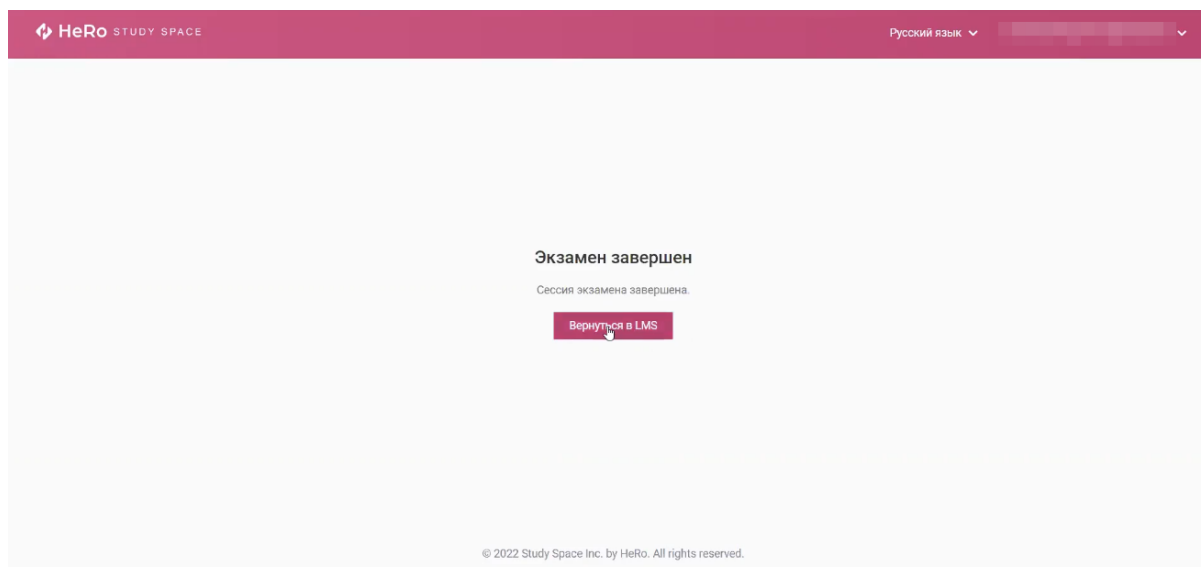 HeRo STUDY SPACE
Русский язык
Экзамен завершен
Сессия экзамена завершена.
Вернуться в LMS
© 2022 Study Space Inc. by HeRo. All rights reserved.